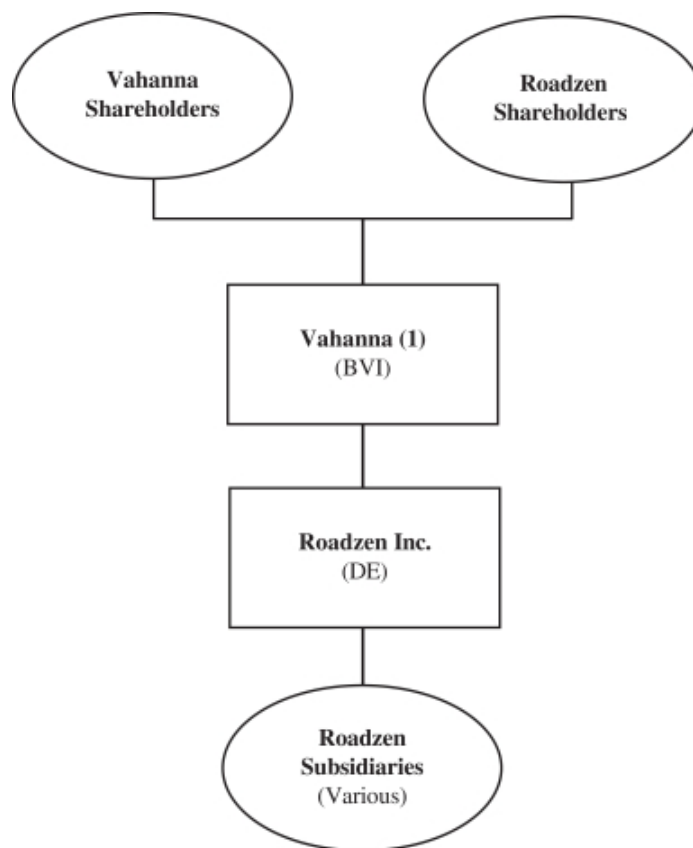 Vahanna
Shareholders
Roadzen
Shareholders
Vahanna (1)
(BVI)
Roadzen Inc.
(DE)
Roadzen
Subsidiaries
(Various)